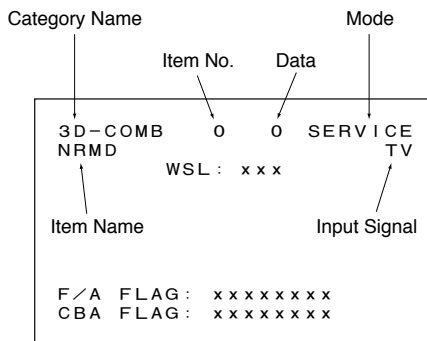 Category Name Mode
Item No. Data
3D-COMB 0 0 SERVICE
NRMD TV
WSL: xxx
Item Name Input Signal
F/A FLAG: xxxxxxxx
CBA FLAG: xxxxxxxx